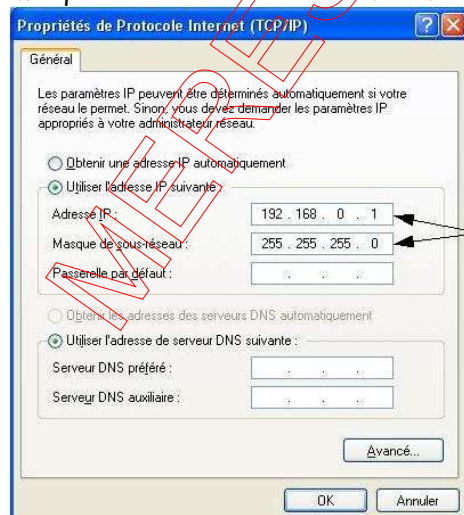 Propriétés de Protocole Internet (TCP/IP)
Général
Les paramètres IP peuvent être déterminés automatiquement si votre
réseau le permet. Sinon, vous devez demander les paramètres IP
appropriés à votre administrateur réseau.
Obtenir une adresse IP automatiquement
Utiliser l'adresse IP suivante :
Adresse IP : 192 . 168 . 0 . 1
Masque de sous-réseau : 255 . 255 . 255 . 0
Passerelle par défaut : . . .
Obtenir les adresses des serveurs DNS automatiquement
Utiliser l'adresse de serveur DNS suivante :
Serveur DNS préféré : . . .
Serveur DNS auxiliaire : . . .
Avancé...
OK Annuler